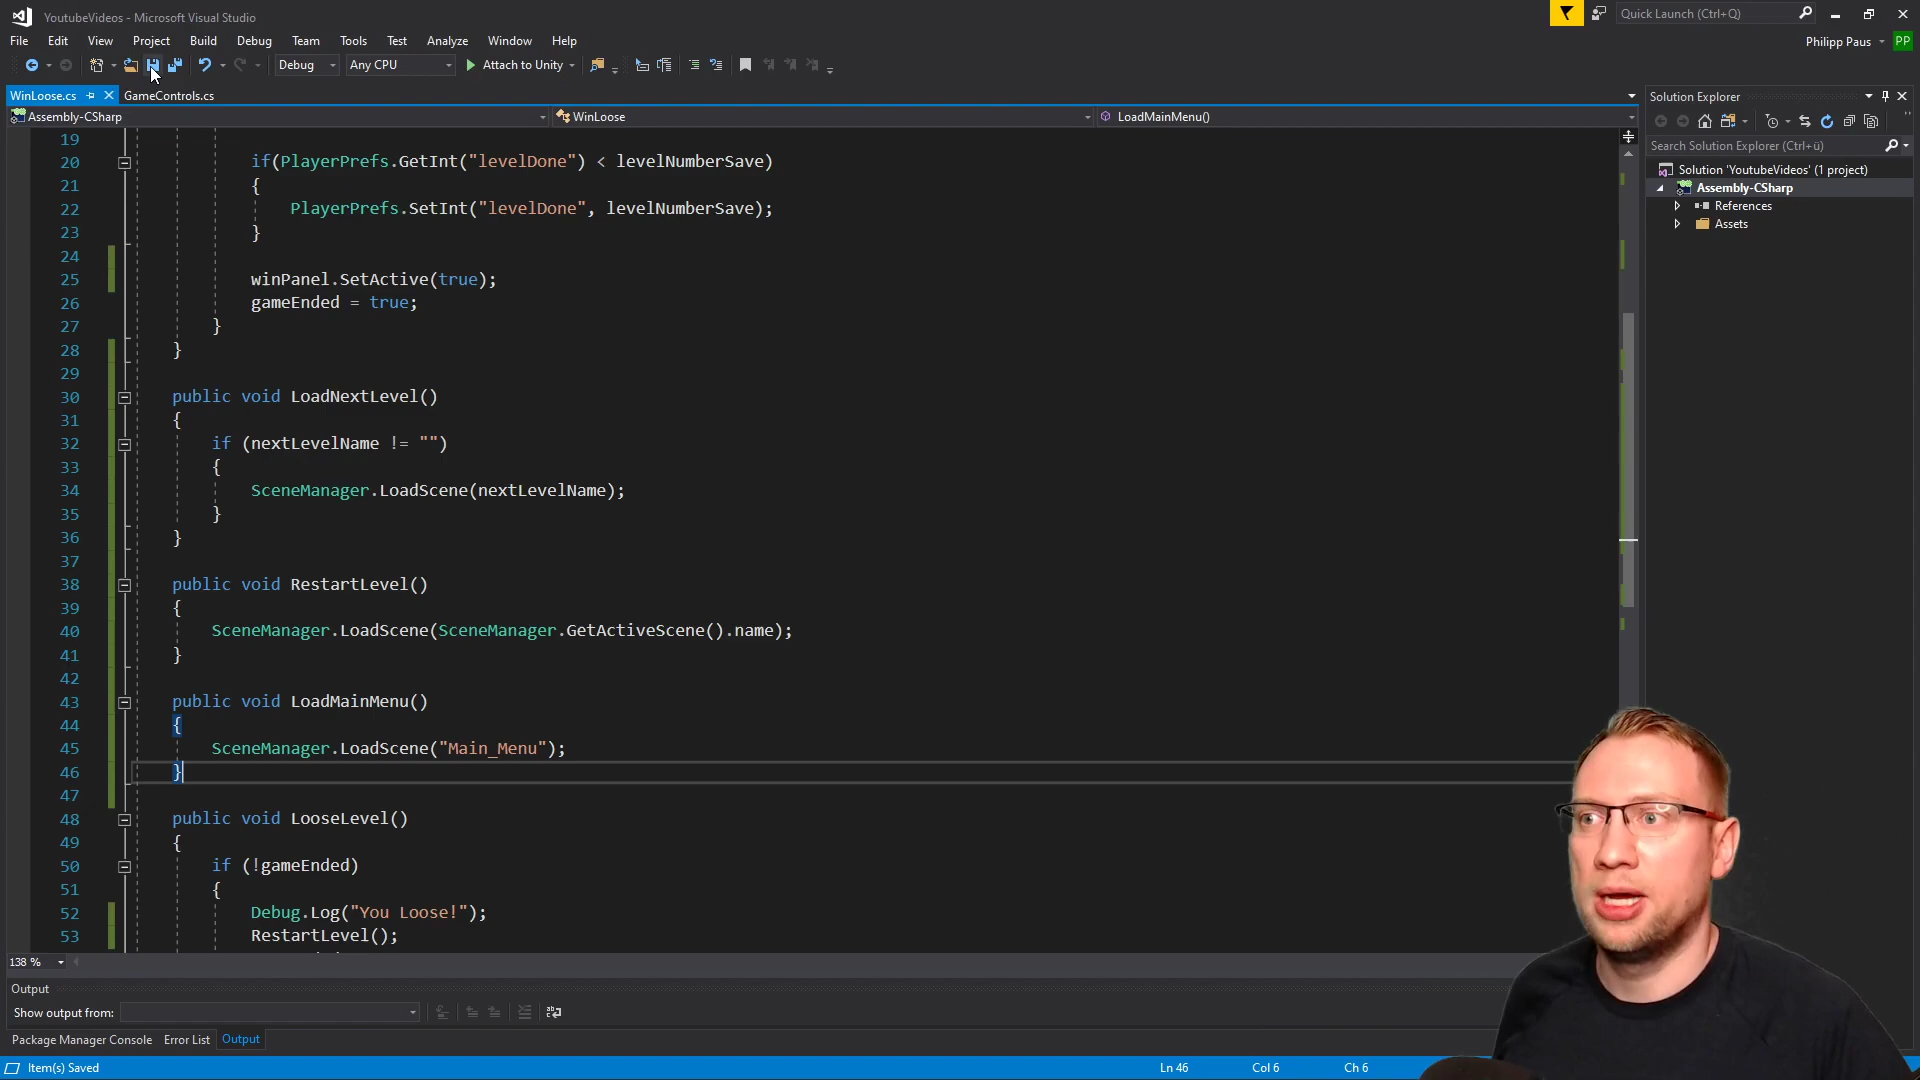 YoutubeVideos - Microsoft Visual Studio
Quick Launch (Ctrl+Q)
File Edit View Project Build Debug Team Tools Test Analyze Window Help
Philipp Paus PP
Debug Any CPU Attach to Unity
WinLoose.cs GameControls.cs
Solution Explorer
Assembly-CSharp WinLoose LoadMainMenu()
Search Solution Explorer (Ctrl+ü)
Solution 'YoutubeVideos' (1 project)
Assembly-CSharp
References
Assets
19
20 if(PlayerPrefs.GetInt("levelDone") < levelNumberSave)
21 {
22 PlayerPrefs.SetInt("levelDone", levelNumberSave);
23 }
24
25 winPanel.SetActive(true);
26 gameEnded = true;
27 }
28 }
29
30 public void LoadNextLevel()
31 {
32 if (nextLevelName != "")
33 {
34 SceneManager.LoadScene(nextLevelName);
35 }
36 }
37
38 public void RestartLevel()
39 {
40 SceneManager.LoadScene(SceneManager.GetActiveScene().name);
41 }
42
43 public void LoadMainMenu()
44 {
45 SceneManager.LoadScene("Main_Menu");
46 }
47
48 public void LooseLevel()
49 {
50 if (!gameEnded)
51 {
52 Debug.Log("You Loose!");
53 RestartLevel();
138 %
Output
Show output from:
Package Manager Console Error List Output
Item(s) Saved Ln 46 Col 6 Ch 6